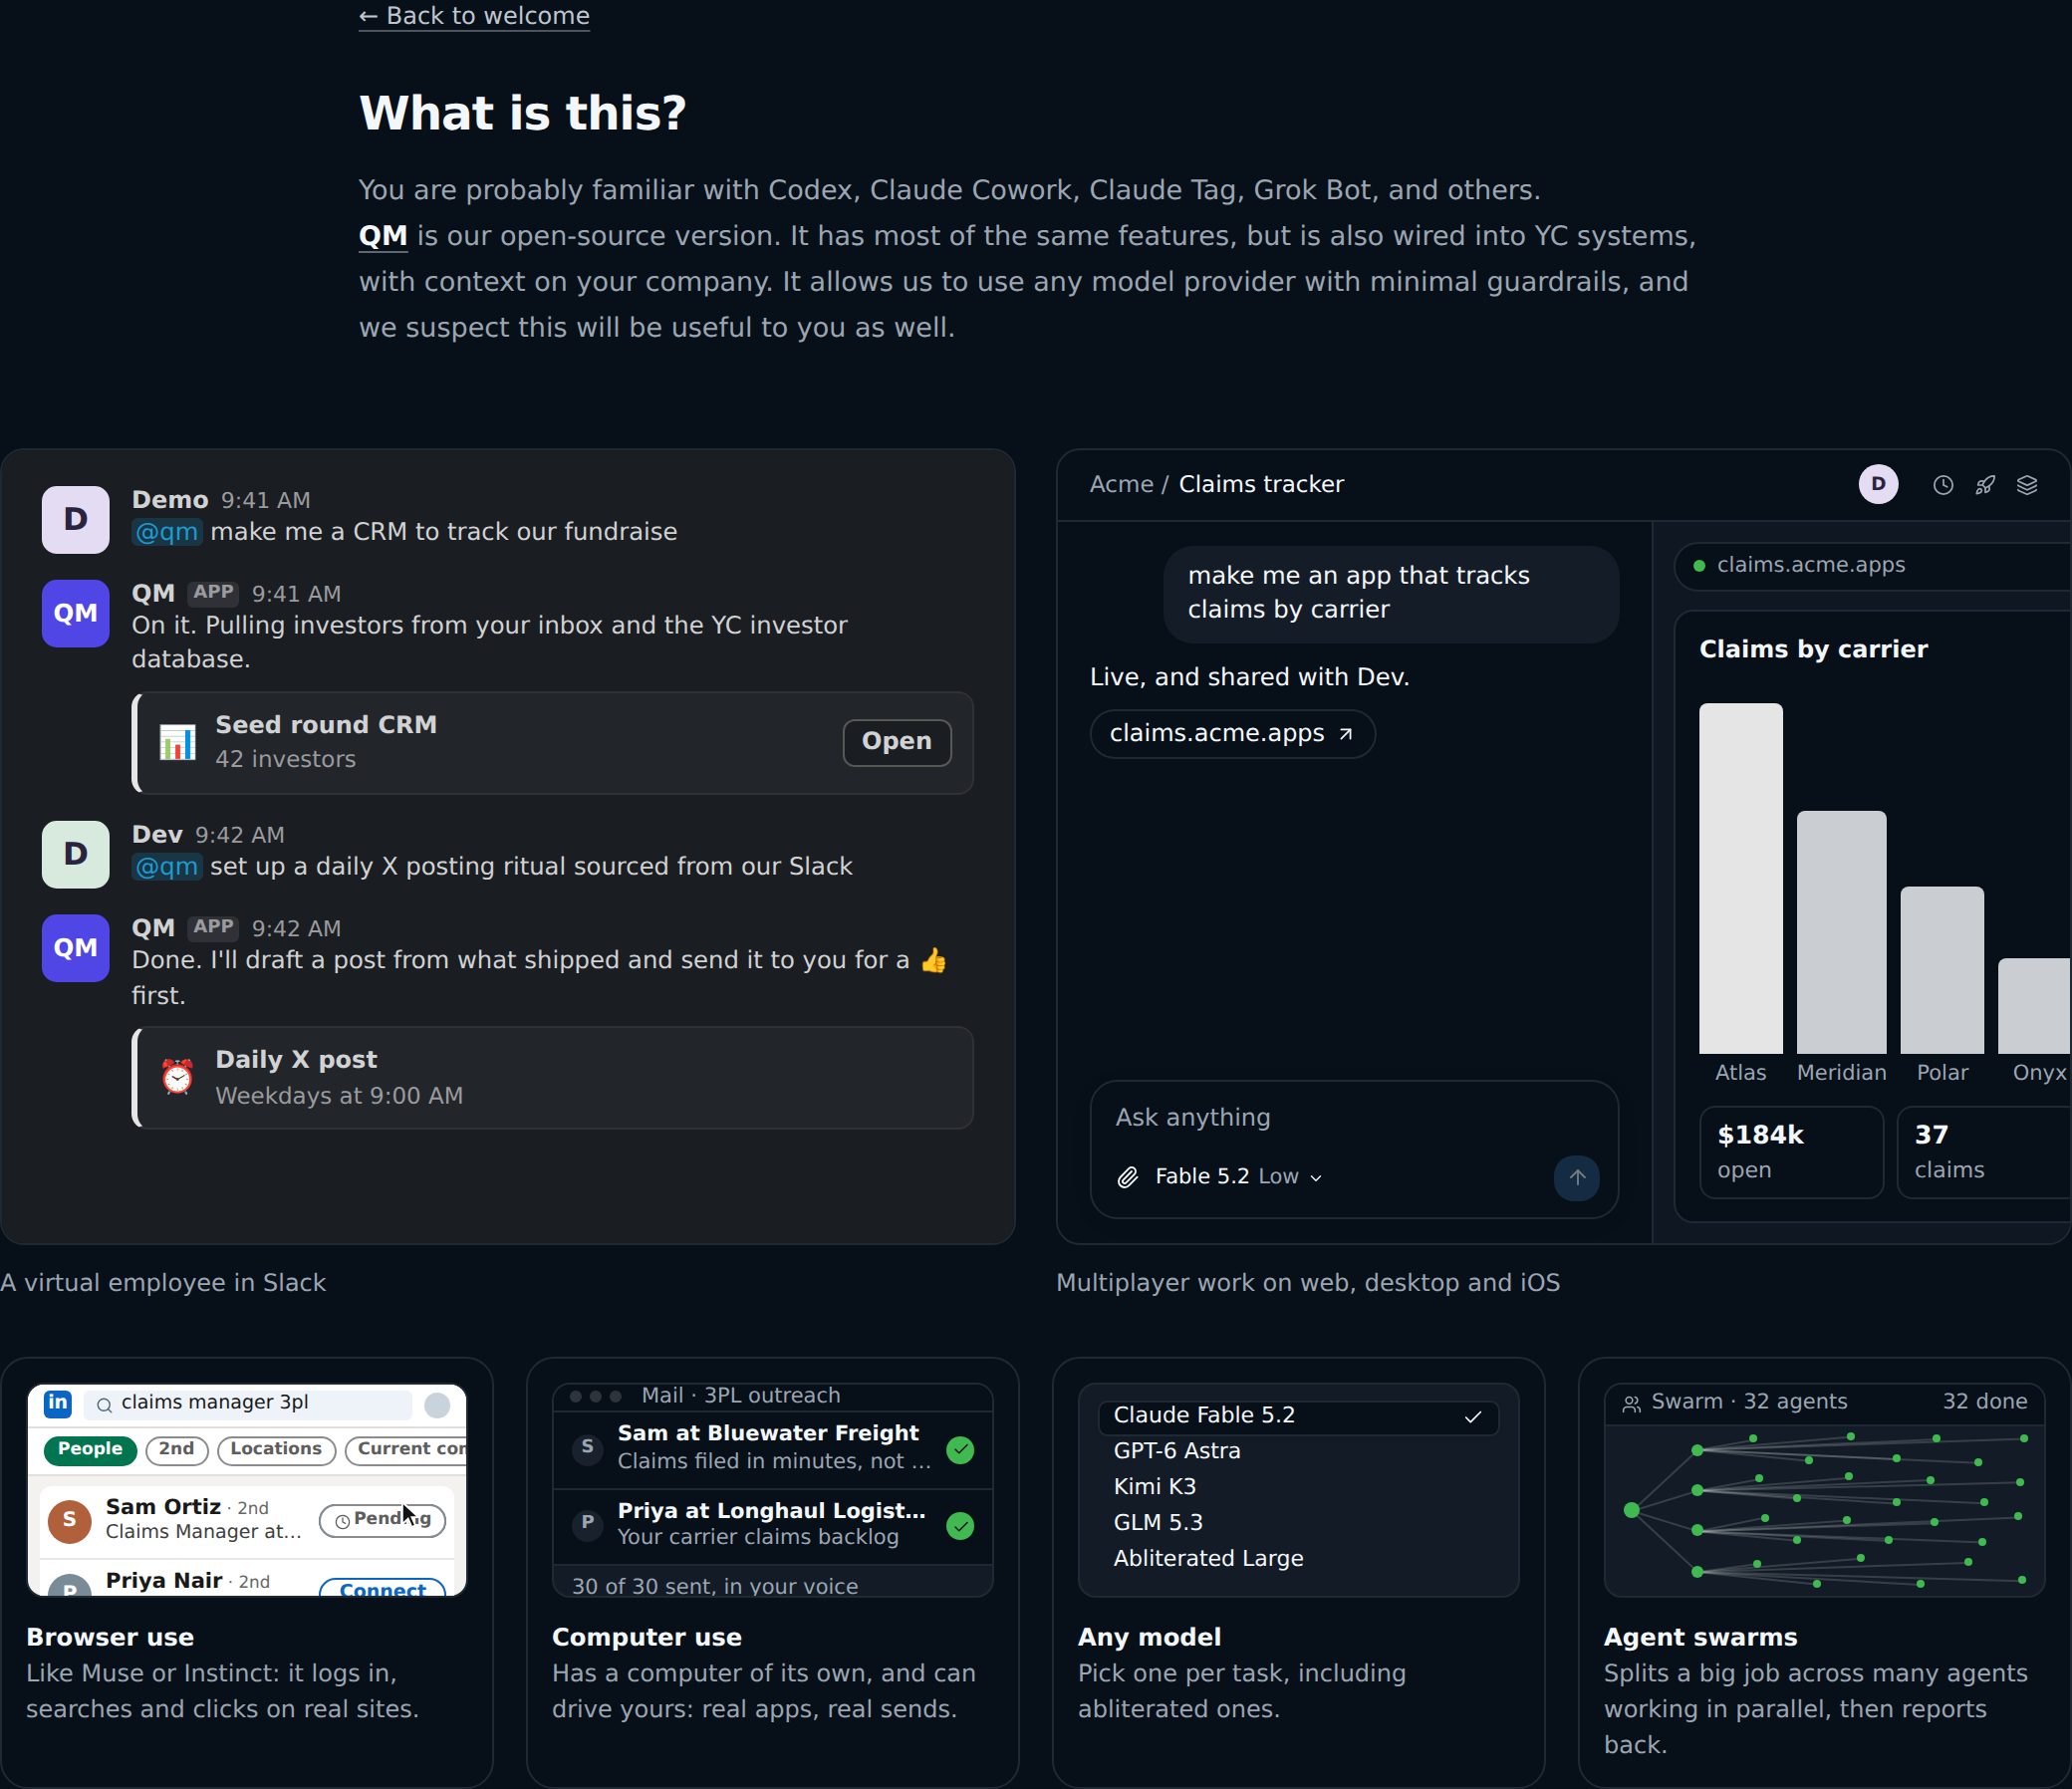 ← Back to welcome
What is this?
You are probably familiar with Codex, Claude Cowork, Claude Tag, Grok Bot, and others.
QM is our open-source version. It has most of the same features, but is also wired into YC systems,
with context on your company. It allows us to use any model provider with minimal guardrails, and
we suspect this will be useful to you as well.
D
Demo 9:41 AM
@qm make me a CRM to track our fundraise
QM
QM APP 9:41 AM
On it. Pulling investors from your inbox and the YC investor
database.
Seed round CRM
42 investors
Open
D
Dev 9:42 AM
@qm set up a daily X posting ritual sourced from our Slack
QM
QM APP 9:42 AM
Done. I'll draft a post from what shipped and send it to you for a 👍
first.
Daily X post
Weekdays at 9:00 AM
A virtual employee in Slack
Acme / Claims tracker
D
make me an app that tracks
claims by carrier
Live, and shared with Dev.
claims.acme.apps
Ask anything
Fable 5.2 Low
claims.acme.apps
Claims by carrier
Atlas
Meridian
Polar
Onyx
$184k
open
37
claims
Multiplayer work on web, desktop and iOS
in
claims manager 3pl
People
2nd
Locations
Current con
S
Sam Ortiz · 2nd
Claims Manager at...
Pending
P
Priya Nair · 2nd
Connect
Browser use
Like Muse or Instinct: it logs in,
searches and clicks on real sites.
Mail · 3PL outreach
S
Sam at Bluewater Freight
Claims filed in minutes, not ...
P
Priya at Longhaul Logist...
Your carrier claims backlog
30 of 30 sent, in your voice
Computer use
Has a computer of its own, and can
drive yours: real apps, real sends.
Claude Fable 5.2
GPT-6 Astra
Kimi K3
GLM 5.3
Abliterated Large
Any model
Pick one per task, including
abliterated ones.
Swarm · 32 agents
32 done
Agent swarms
Splits a big job across many agents
working in parallel, then reports
back.